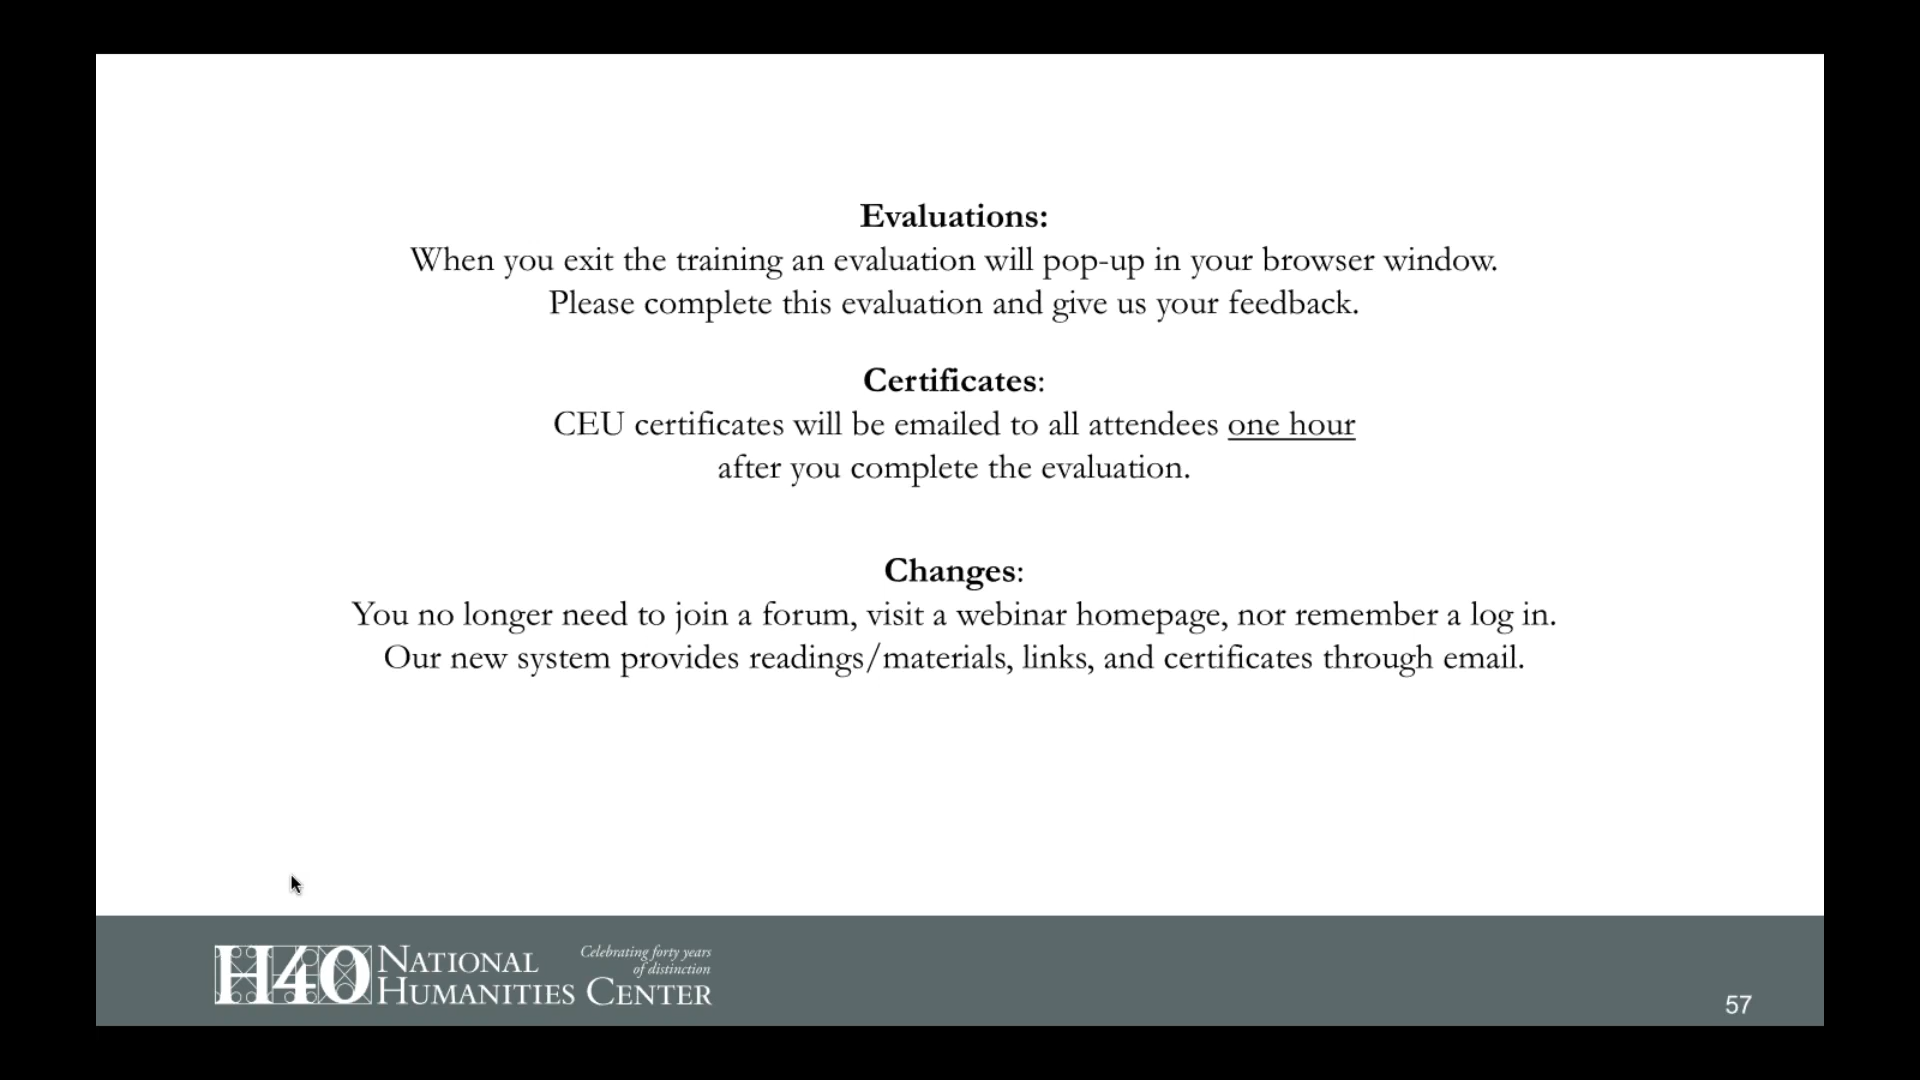 Evaluations:
When you exit the training an evaluation will pop-up in your browser window.
Please complete this evaluation and give us your feedback.
Certificates:
CEU certificates will be emailed to all attendees one hour
after you complete the evaluation.
Changes:
You no longer need to join a forum, visit a webinar homepage, nor remember a log in.
Our new system provides readings/materials, links, and certificates through email.
H40
NATIONAL
HUMANITIES CENTER
Celebrating forty years
of distinction
57